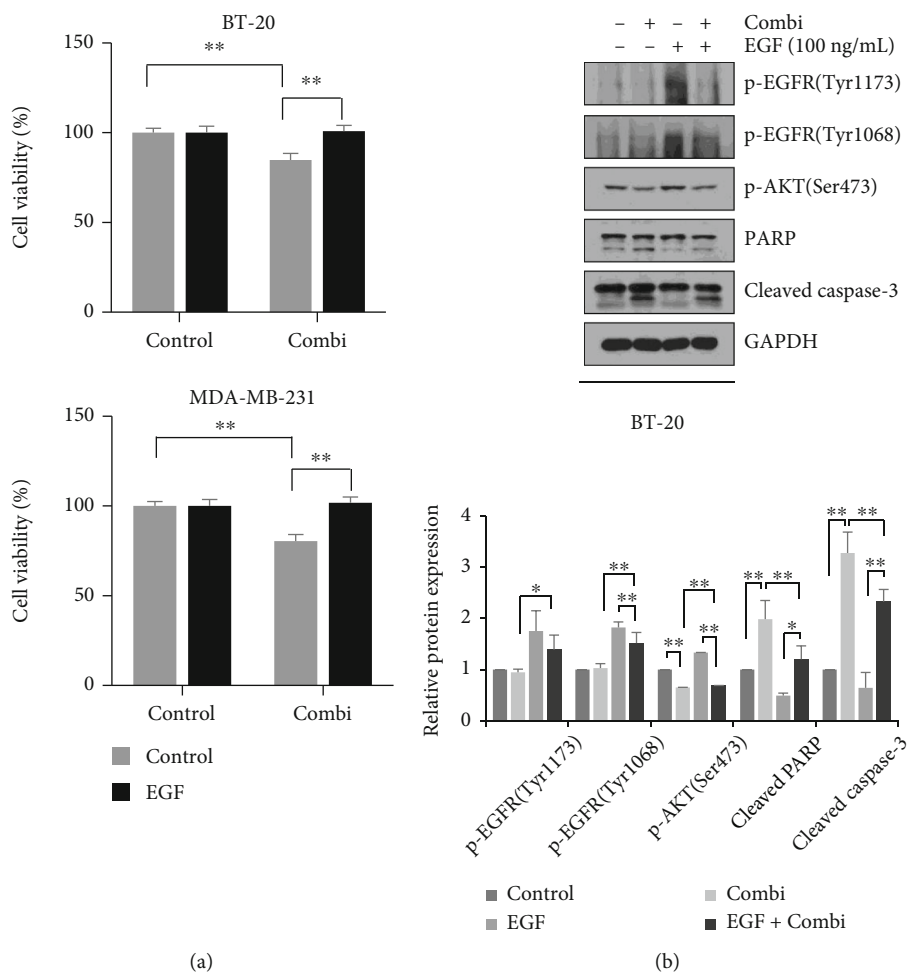 BT-20
**
**
150
100
50
0
Cell viability (%)
Control
Combi
MDA-MB-231
**
**
150
100
50
0
Cell viability (%)
Control
Combi
Control
EGF
(a)
– + – + Combi
– – + + EGF (100 ng/mL)
p-EGFR(Tyr1173)
p-EGFR(Tyr1068)
p-AKT(Ser473)
PARP
Cleaved caspase-3
GAPDH
BT-20
4
3
2
1
0
Relative protein expression
*
**
**
**
**
**
**
**
*
**
**
**
p-EGFR(Tyr1173)
p-EGFR(Tyr1068)
p-AKT(Ser473)
Cleaved PARP
Cleaved caspase-3
Control
Combi
EGF
EGF + Combi
(b)